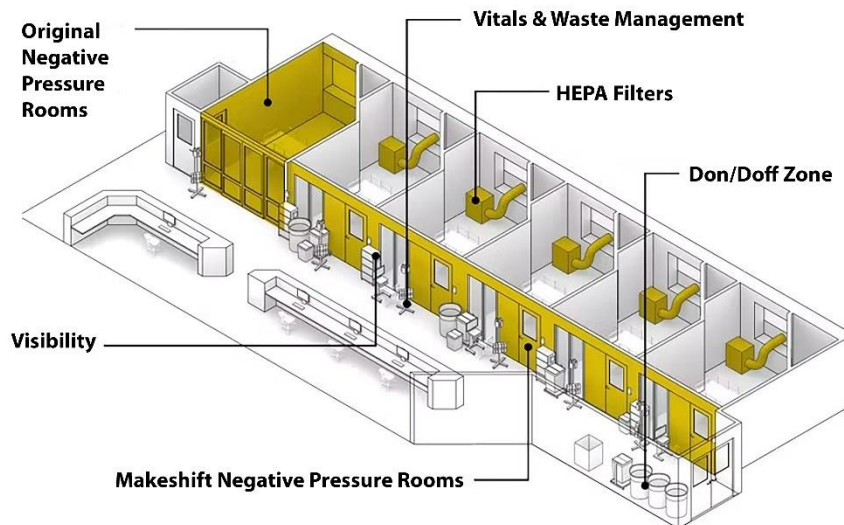 Original
Negative
Pressure
Rooms
Vitals & Waste Management
HEPA Filters
Don/Doff Zone
Visibility
Makeshift Negative Pressure Rooms